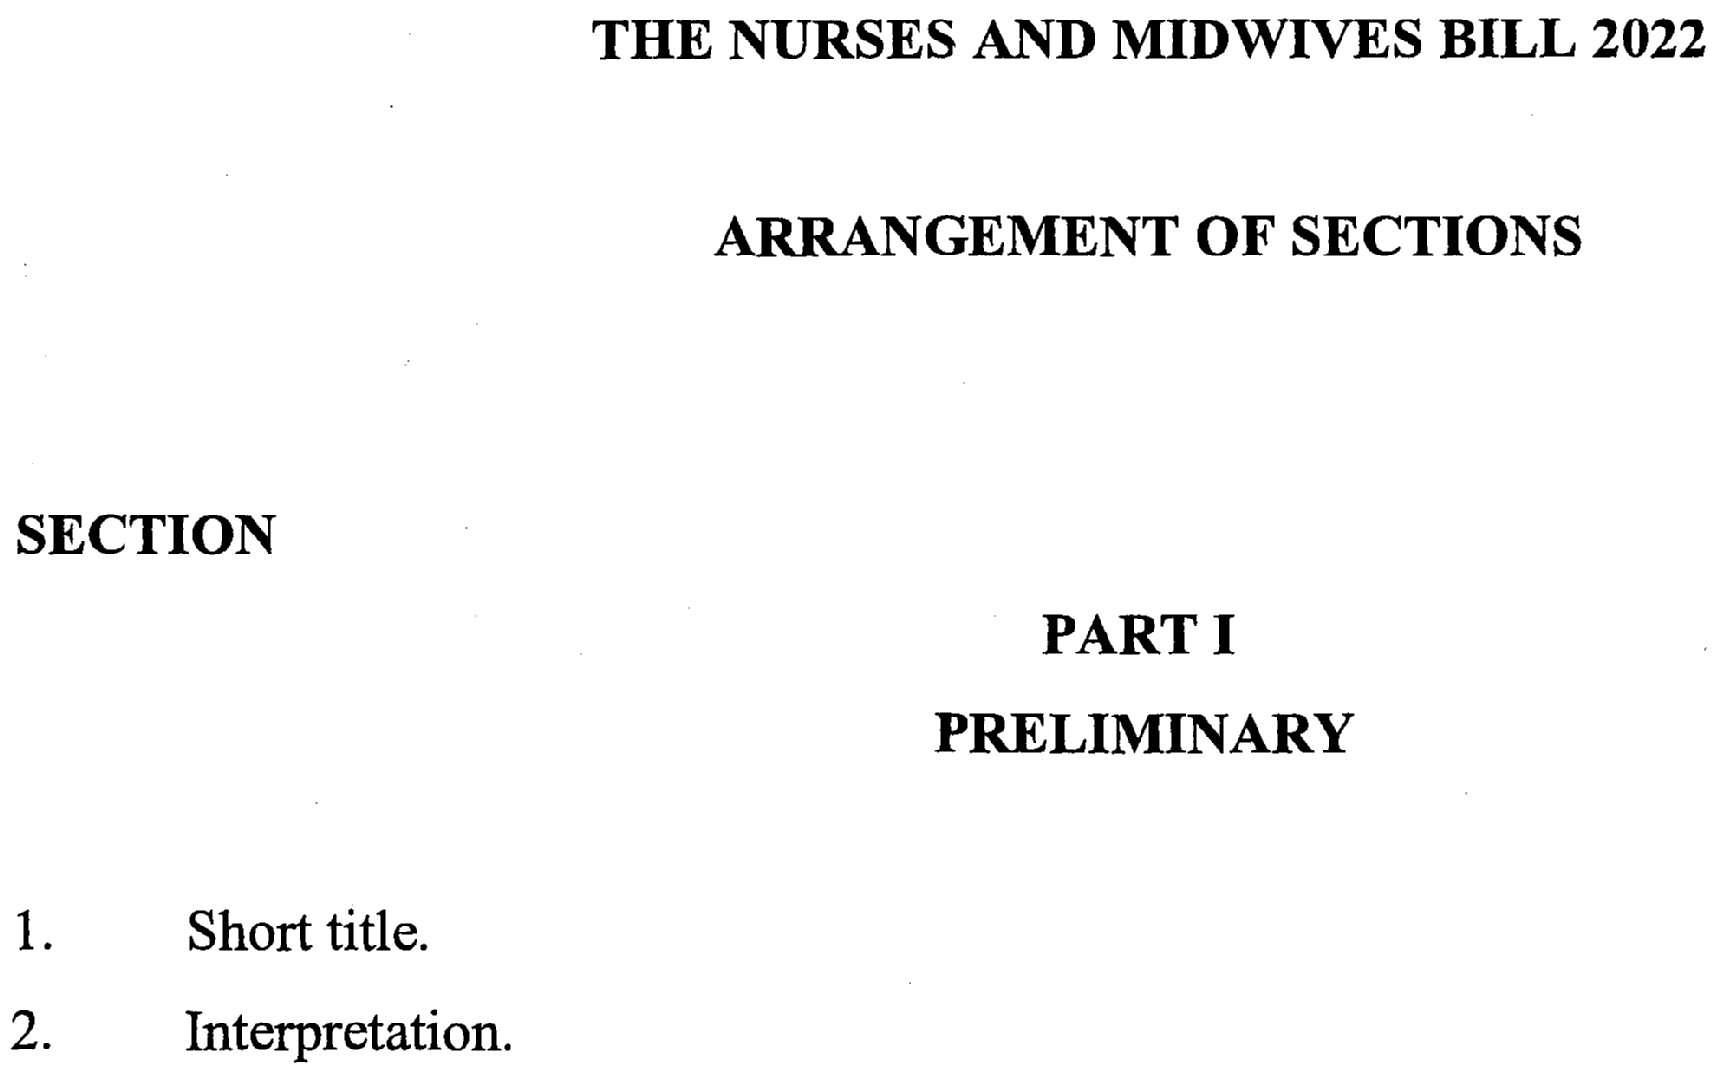 THE NURSES AND MIDWIVES BILL 2022
ARRANGEMENT OF SECTIONS
SECTION
PART I
PRELIMINARY
1. Short title.
2. Interpretation.